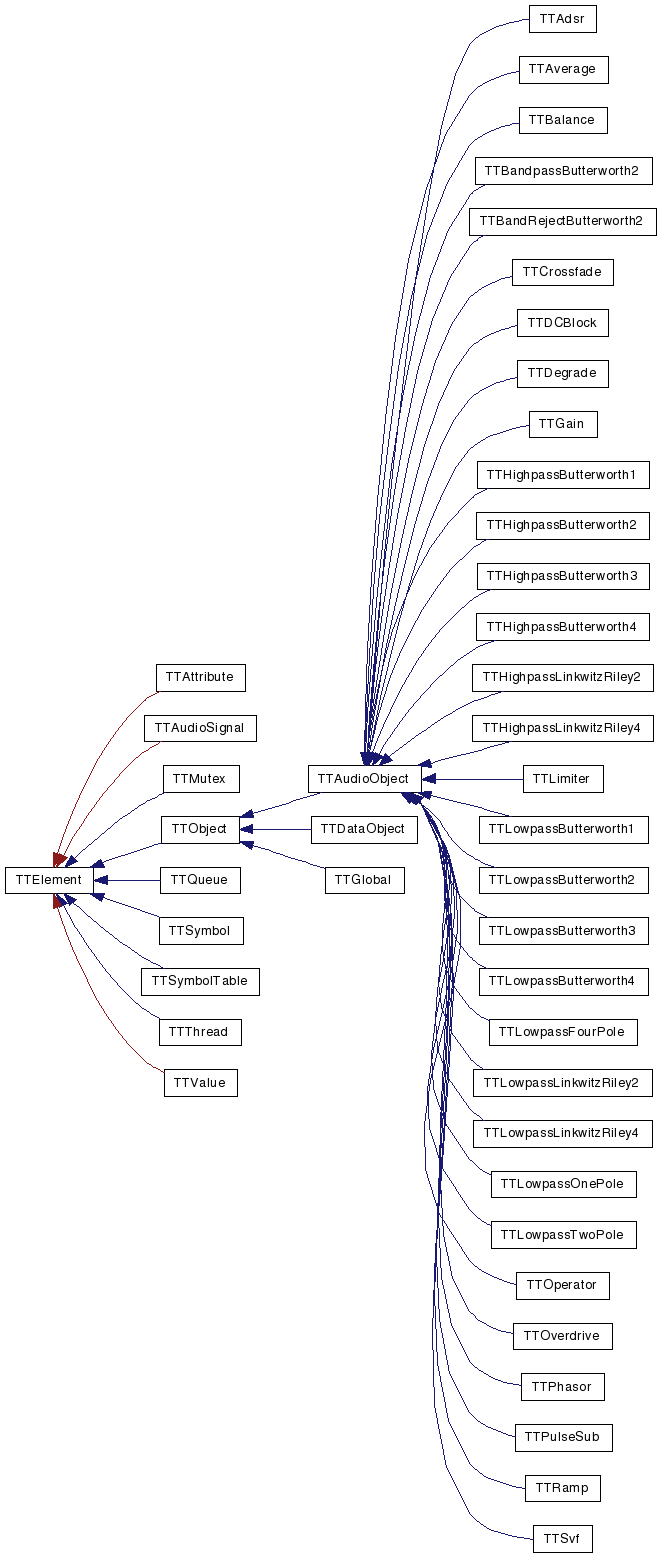 TTAdsr
TTAverage
TTBalance
TTBandpassButterworth2
TTBandRejectButterworth2
TTCrossfade
TTDCBlock
TTDegrade
TTGain
TTHighpassButterworth1
TTHighpassButterworth2
TTHighpassButterworth3
TTHighpassButterworth4
TTAttribute
TTHighpassLinkwitzRiley2
TTAudioSignal
TTHighpassLinkwitzRiley4
TTMutex
TTAudioObject
TTLimiter
TTObject
TTDataObject
TTLowpassButterworth1
TTElement
TTQueue
TTGlobal
TTLowpassButterworth2
TTSymbol
TTLowpassButterworth3
TTSymbolTable
TTLowpassButterworth4
TTThread
TTLowpassFourPole
TTValue
TTLowpassLinkwitzRiley2
TTLowpassLinkwitzRiley4
TTLowpassOnePole
TTLowpassTwoPole
TTOperator
TTOverdrive
TTPhasor
TTPulseSub
TTRamp
TTSvf